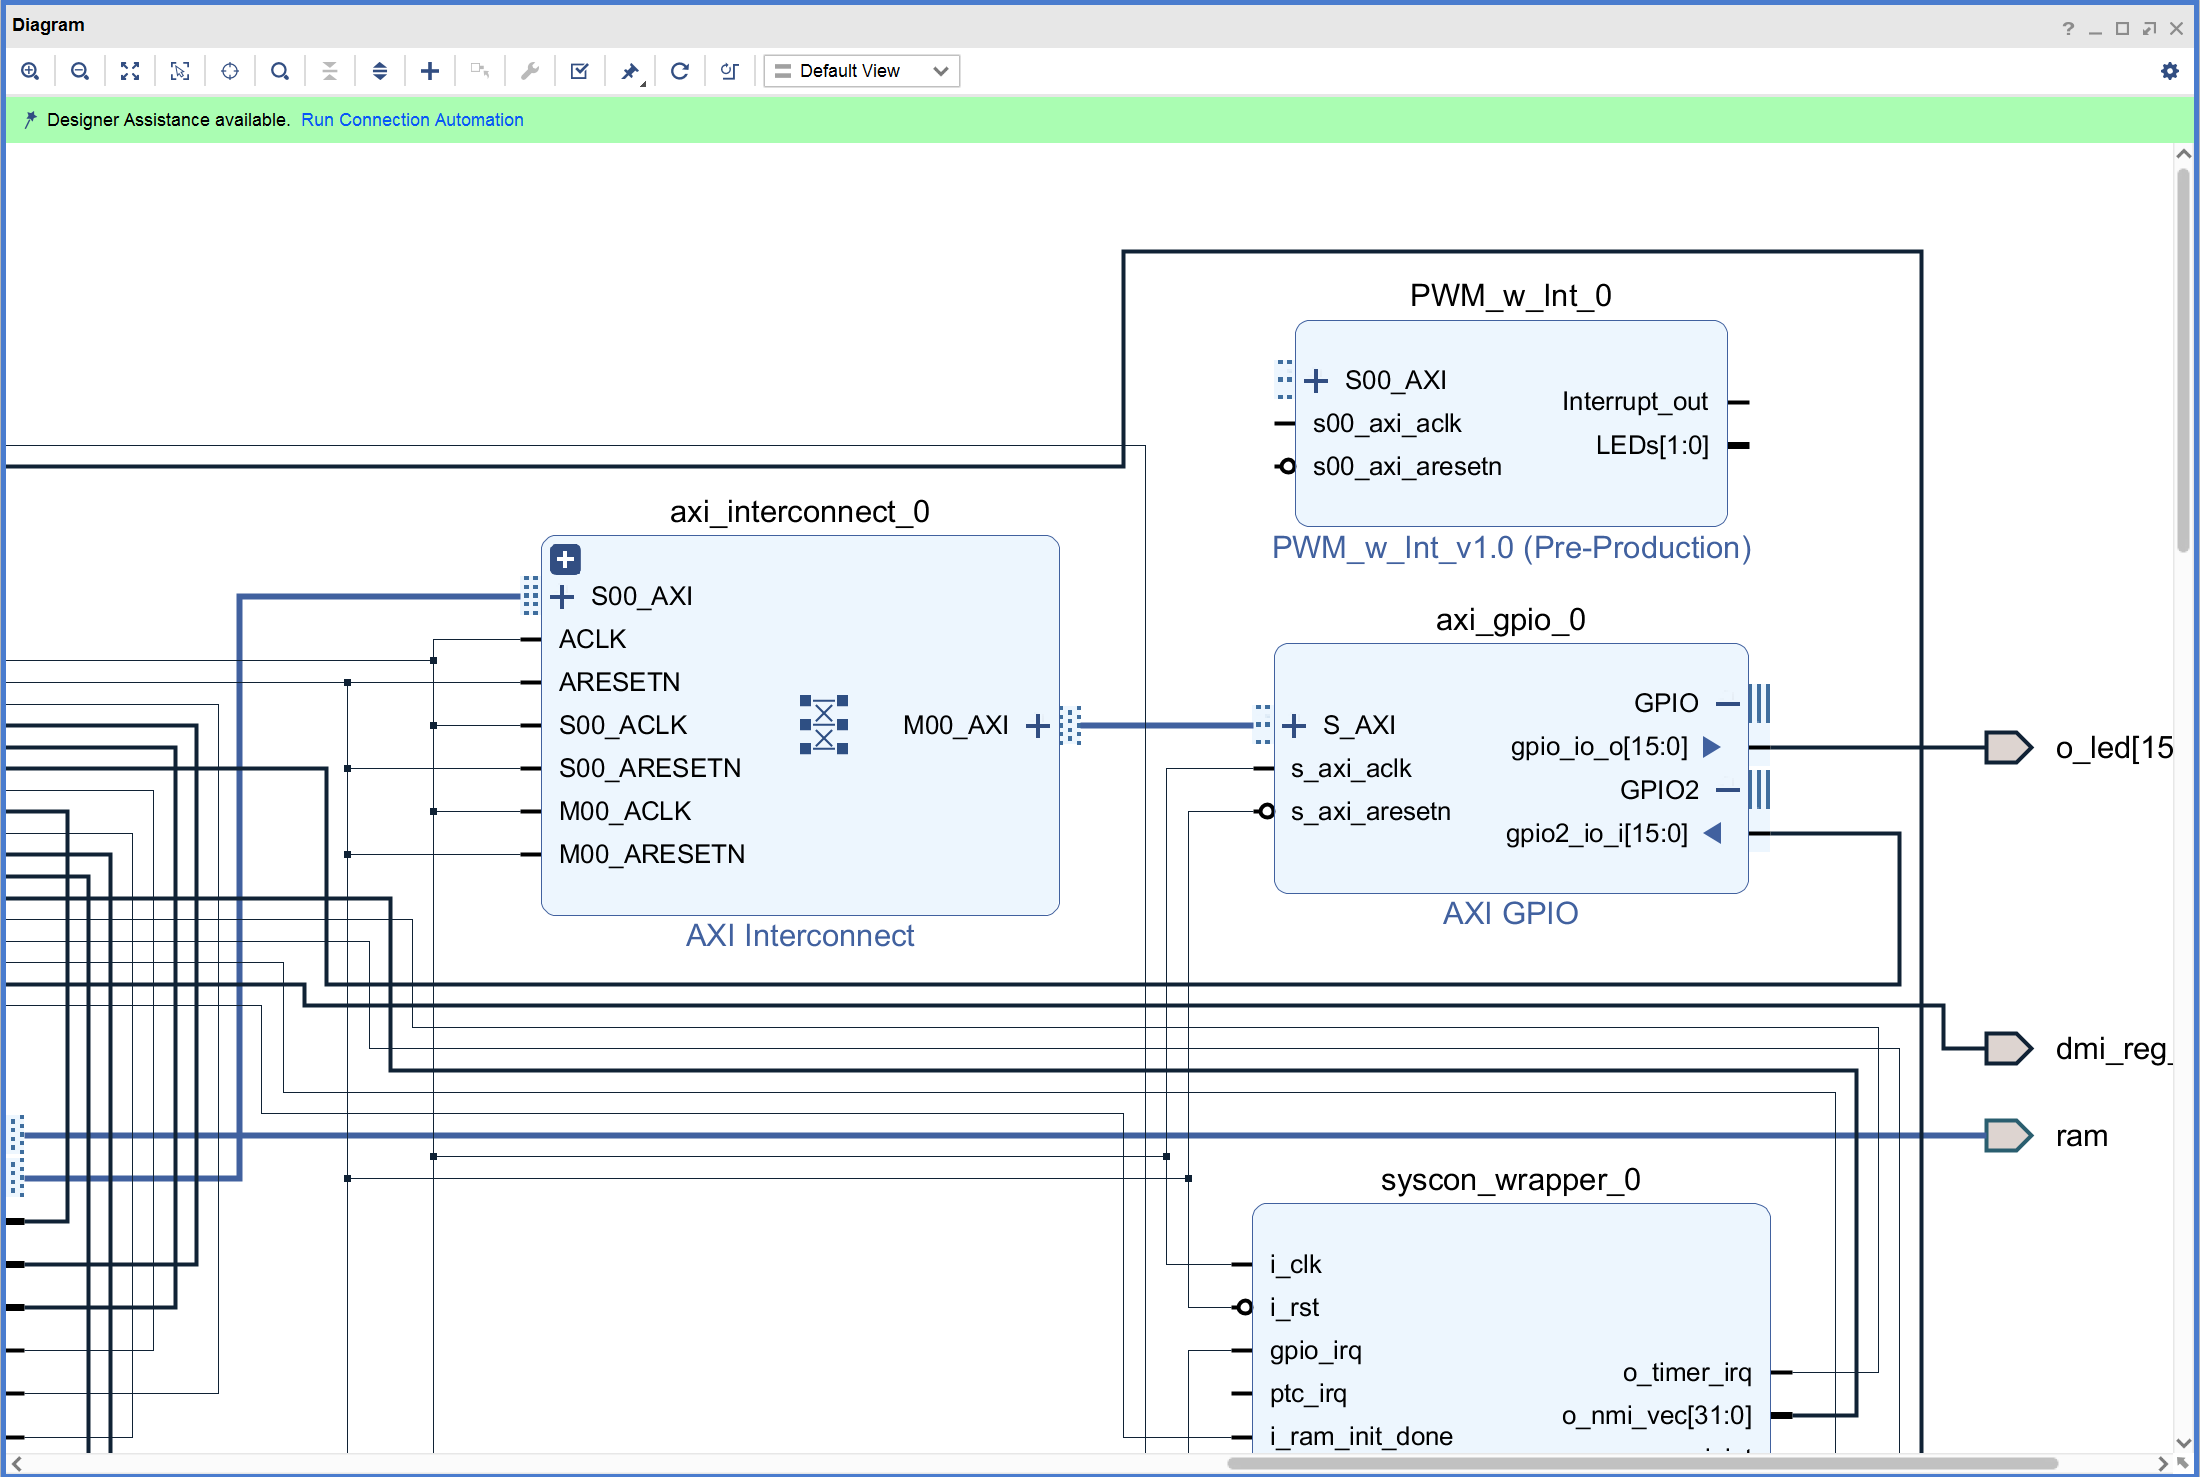 Diagram
Default View
Designer Assistance available. Run Connection Automation
PWM_w_Int_0
S00_AXI
s00_axi_aclk
s00_axi_aresetn
Interrupt_out
LEDs[1:0]
PWM_w_Int_v1.0 (Pre-Production)
axi_interconnect_0
S00_AXI
ACLK
ARESETN
S00_ACLK
S00_ARESETN
M00_ACLK
M00_ARESETN
M00_AXI
AXI Interconnect
axi_gpio_0
S_AXI
s_axi_aclk
s_axi_aresetn
GPIO
gpio_io_o[15:0]
GPIO2
gpio2_io_i[15:0]
AXI GPIO
o_led[15
dmi_reg_
ram
syscon_wrapper_0
i_clk
i_rst
gpio_irq
ptc_irq
i_ram_init_done
o_timer_irq
o_nmi_vec[31:0]